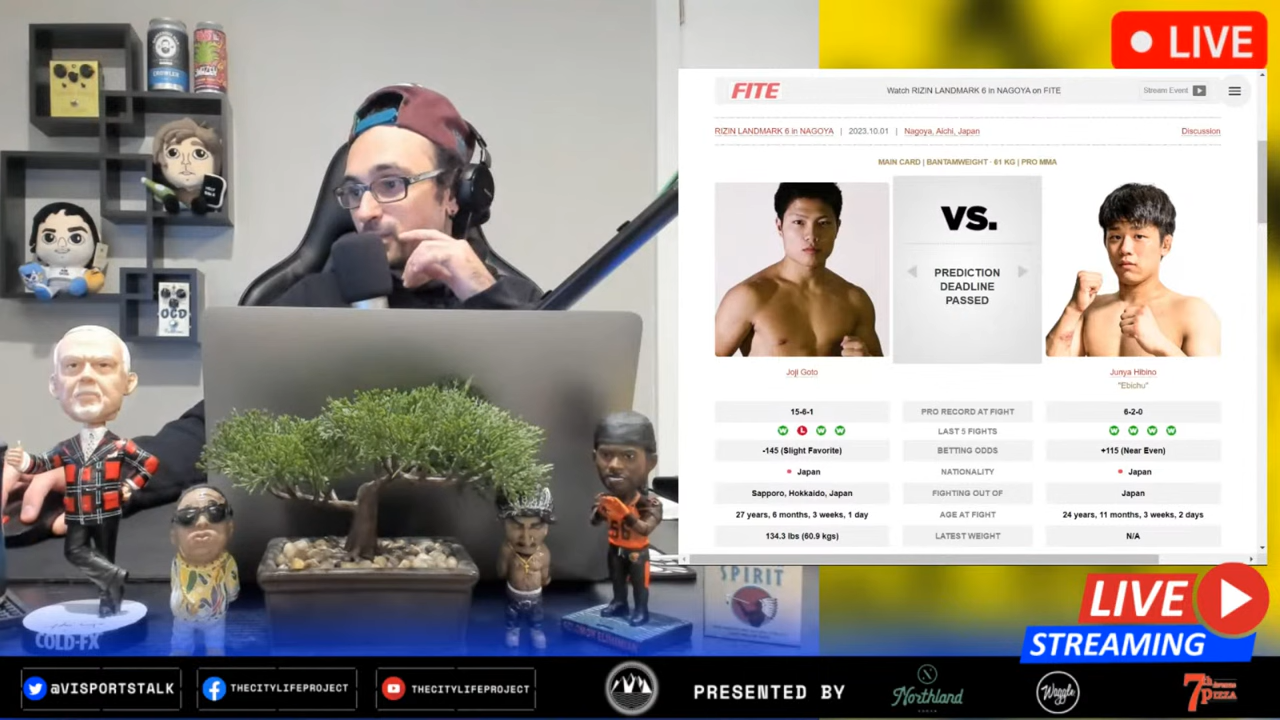 LIVE
FITE
Watch RIZIN LANDMARK 6 in NAGOYA on FITE
Stream Event
RIZIN LANDMARK 6 in NAGOYA | 2023.10.01 | Nagoya, Aichi, Japan
Discussion
MAIN CARD | BANTAMWEIGHT · 61 KG | PRO MMA
VS.
PREDICTION
DEADLINE
PASSED
Joji Goto
Junya Hibino
"Ebichu"
15-6-1 PRO RECORD AT FIGHT 6-2-0
W L W W LAST 5 FIGHTS W W W W
-145 (Slight Favorite) BETTING ODDS +115 (Near Even)
Japan NATIONALITY Japan
Sapporo, Hokkaido, Japan FIGHTING OUT OF Japan
27 years, 6 months, 3 weeks, 1 day AGE AT FIGHT 24 years, 11 months, 3 weeks, 2 days
134.3 lbs (60.9 kgs) LATEST WEIGHT N/A
OCD
COLD-FX
56
SPIRIT
LIVE
STREAMING
@VISPORTSTALK
THECITYLIFEPROJECT
THECITYLIFEPROJECT
PRESENTED BY
Northland
Waggle
7th
PIZZA